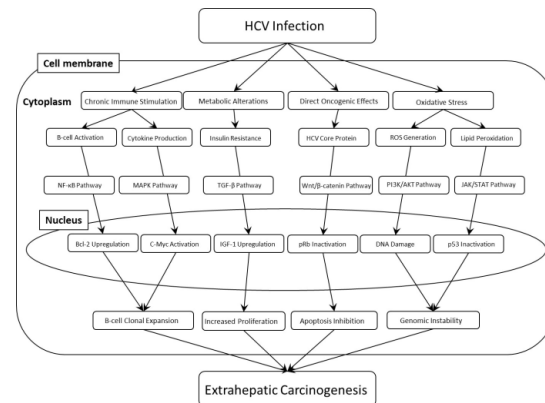 HCV Infection
Cell membrane
Cytoplasm
Chronic Immune Stimulation
Metabolic Alterations
Direct Oncogenic Effects
Oxidative Stress
B-cell Activation
Cytokine Production
Insulin Resistance
HCV Core Protein
ROS Generation
Lipid Peroxidation
NF-κB Pathway
MAPK Pathway
TGF-β Pathway
Wnt/B-catenin Pathway
PI3K/AKT Pathway
JAK/STAT Pathway
Nucleus
Bcl-2 Upregulation
C-Myc Activation
IGF-1 Upregulation
pRb Inactivation
DNA Damage
p53 Inactivation
B-cell Clonal Expansion
Increased Proliferation
Apoptosis Inhibition
Genomic Instability
Extrahepatic Carcinogenesis